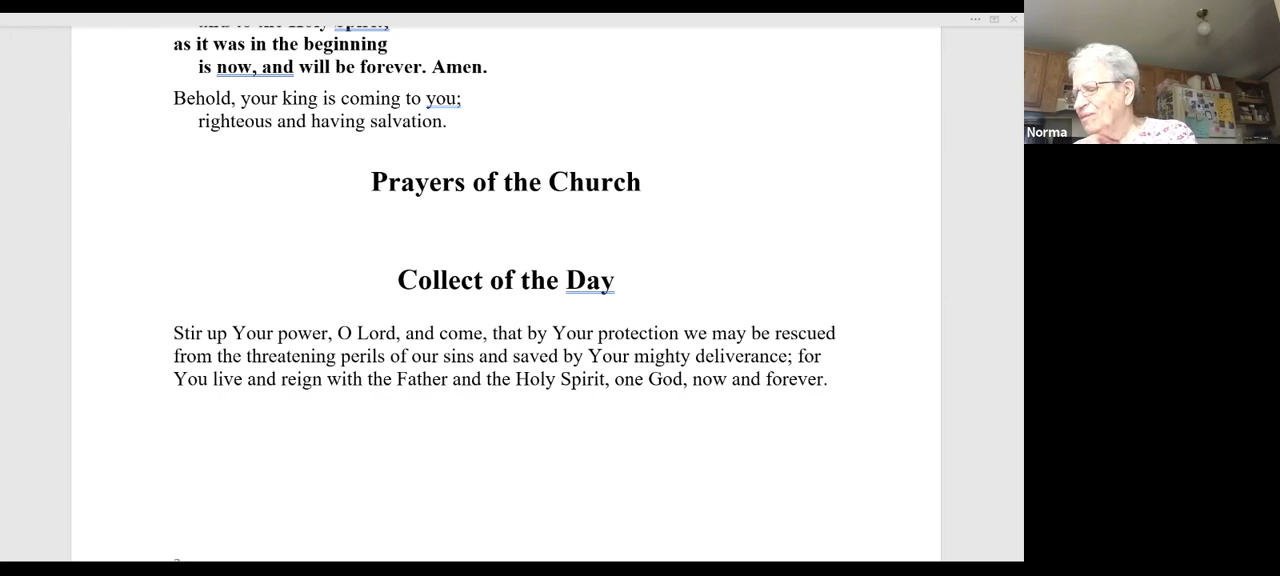 as it was in the beginning
is now, and will be forever. Amen.
Behold, your king is coming to you;
righteous and having salvation.
Prayers of the Church
Collect of the Day
Stir up Your power, O Lord, and come, that by Your protection we may be rescued
from the threatening perils of our sins and saved by Your mighty deliverance; for
You live and reign with the Father and the Holy Spirit, one God, now and forever.
Norma